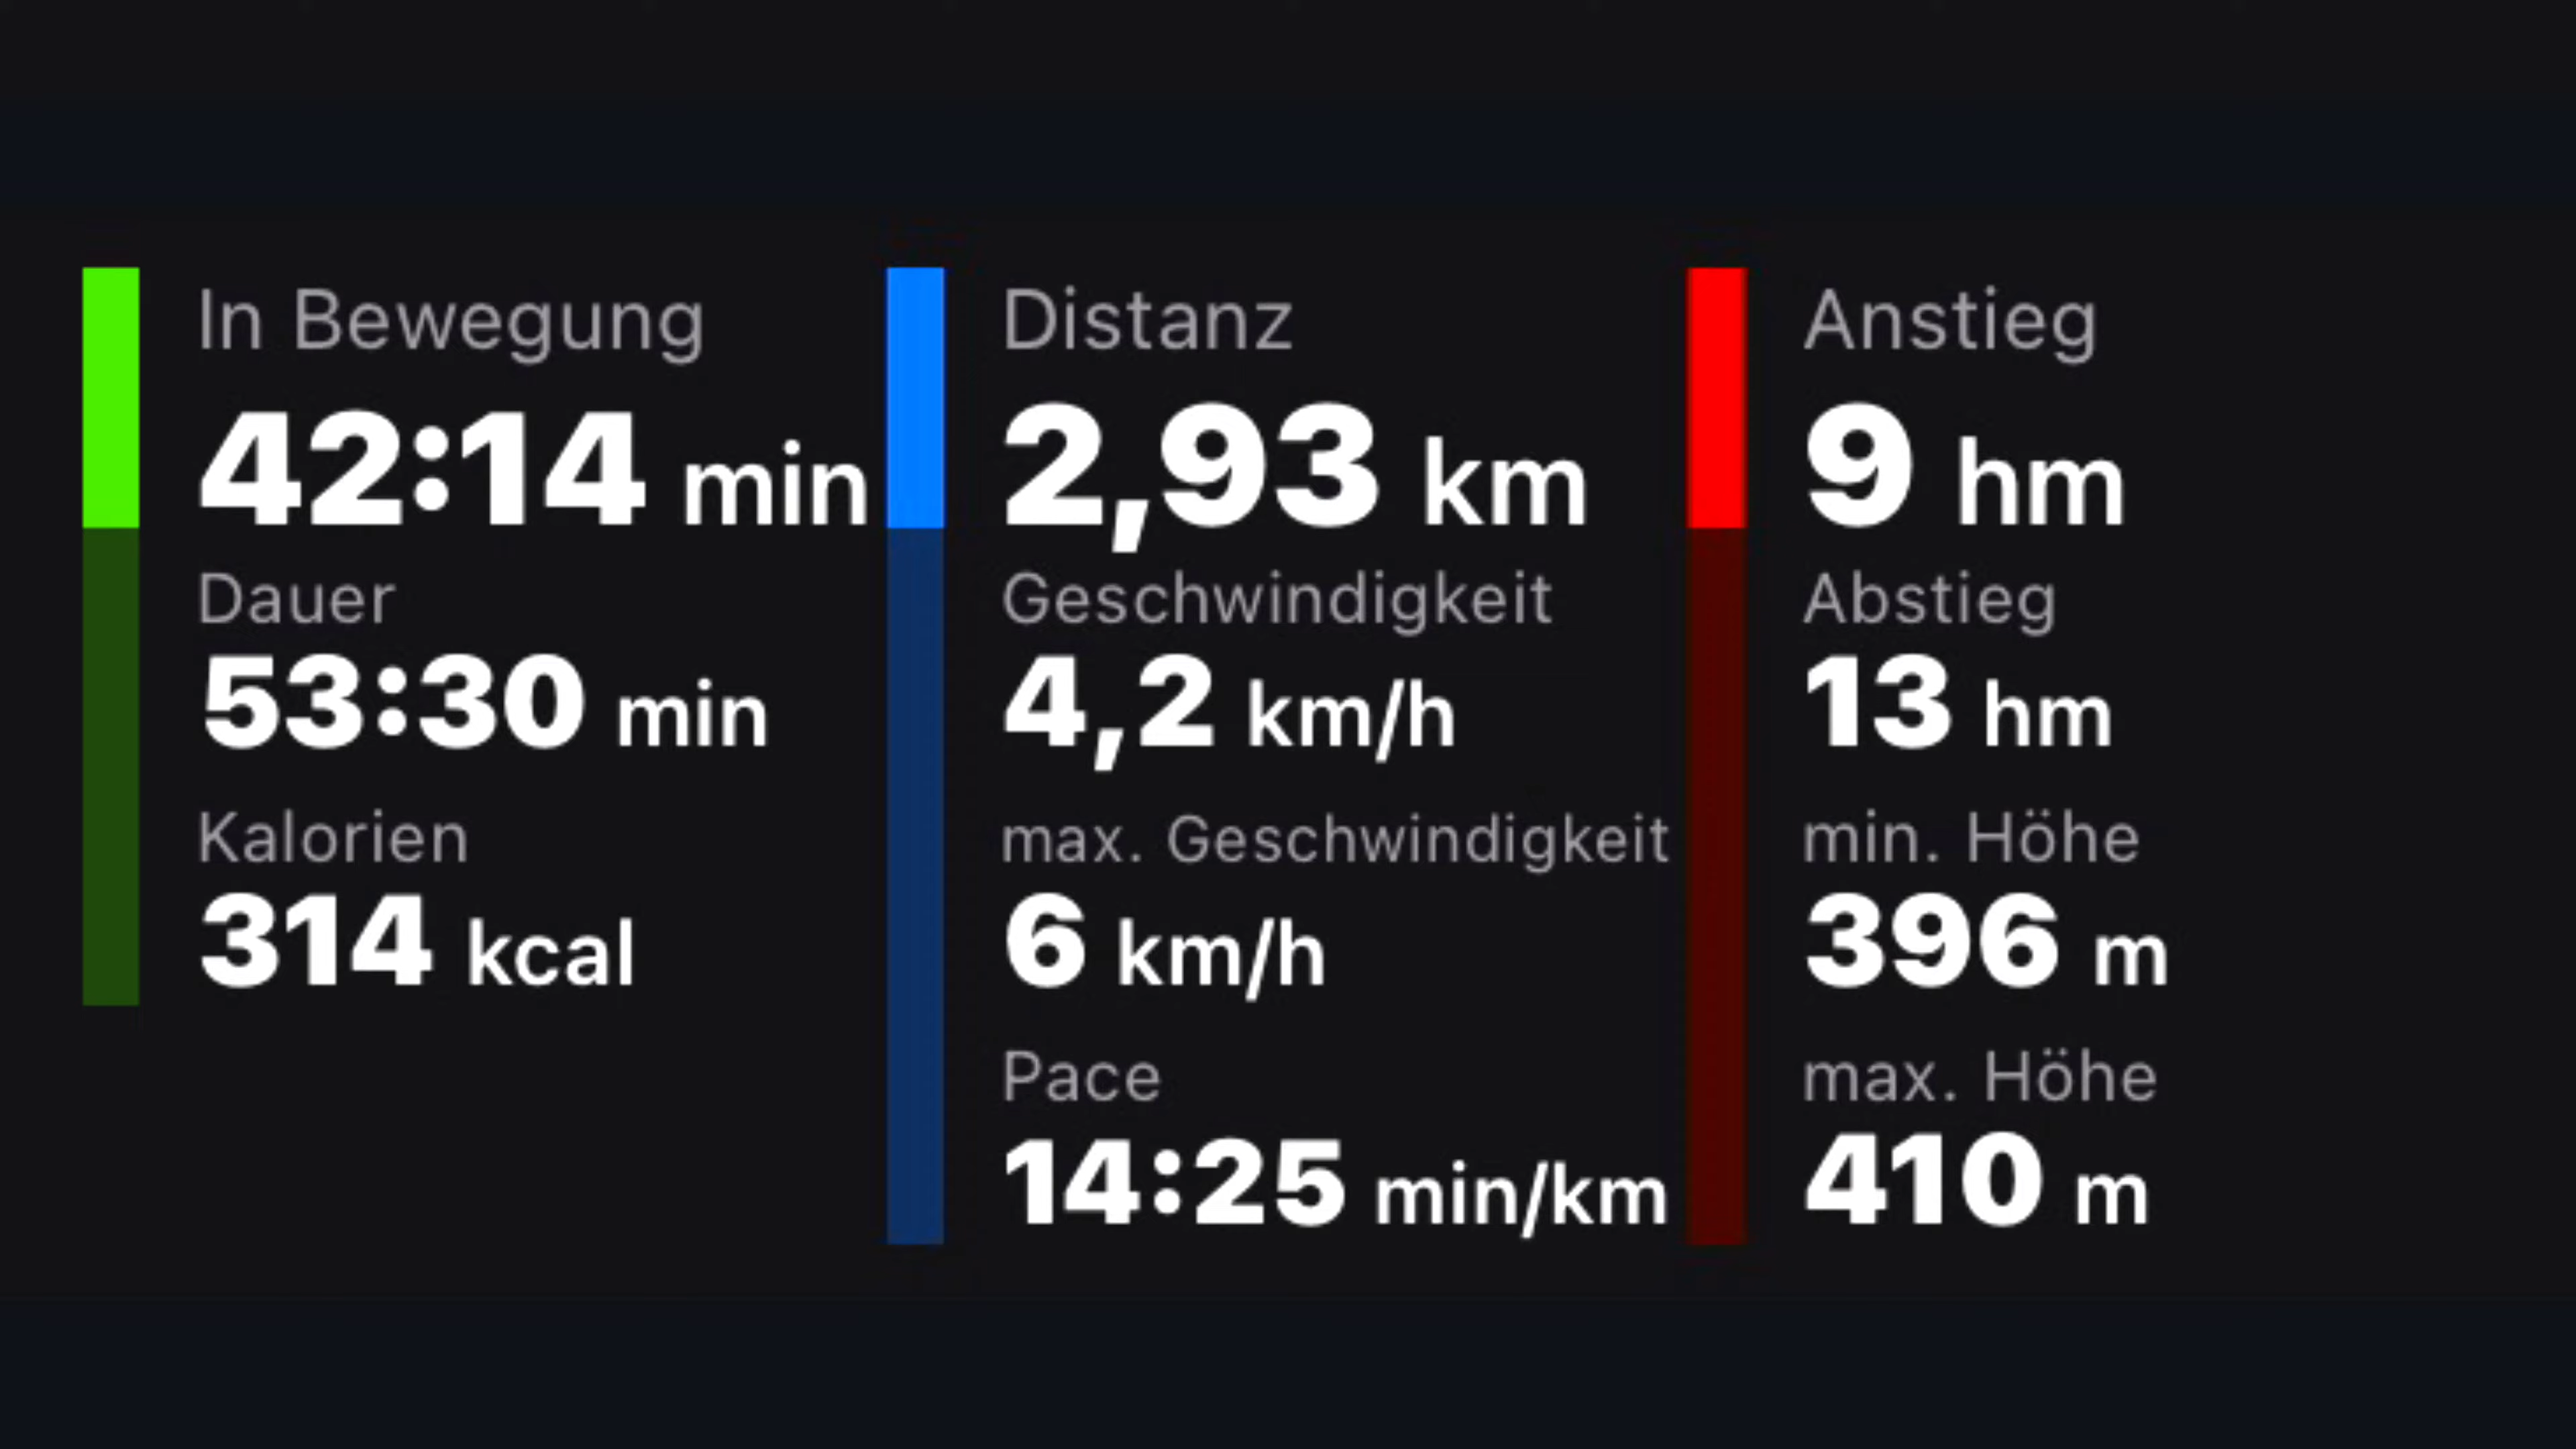 In Bewegung
42:14 min
Dauer
53:30 min
Kalorien
314 kcal
Distanz
2,93 km
Geschwindigkeit
4,2 km/h
max. Geschwindigkeit
6 km/h
Pace
14:25 min/km
Anstieg
9 hm
Abstieg
13 hm
min. Höhe
396 m
max. Höhe
410 m